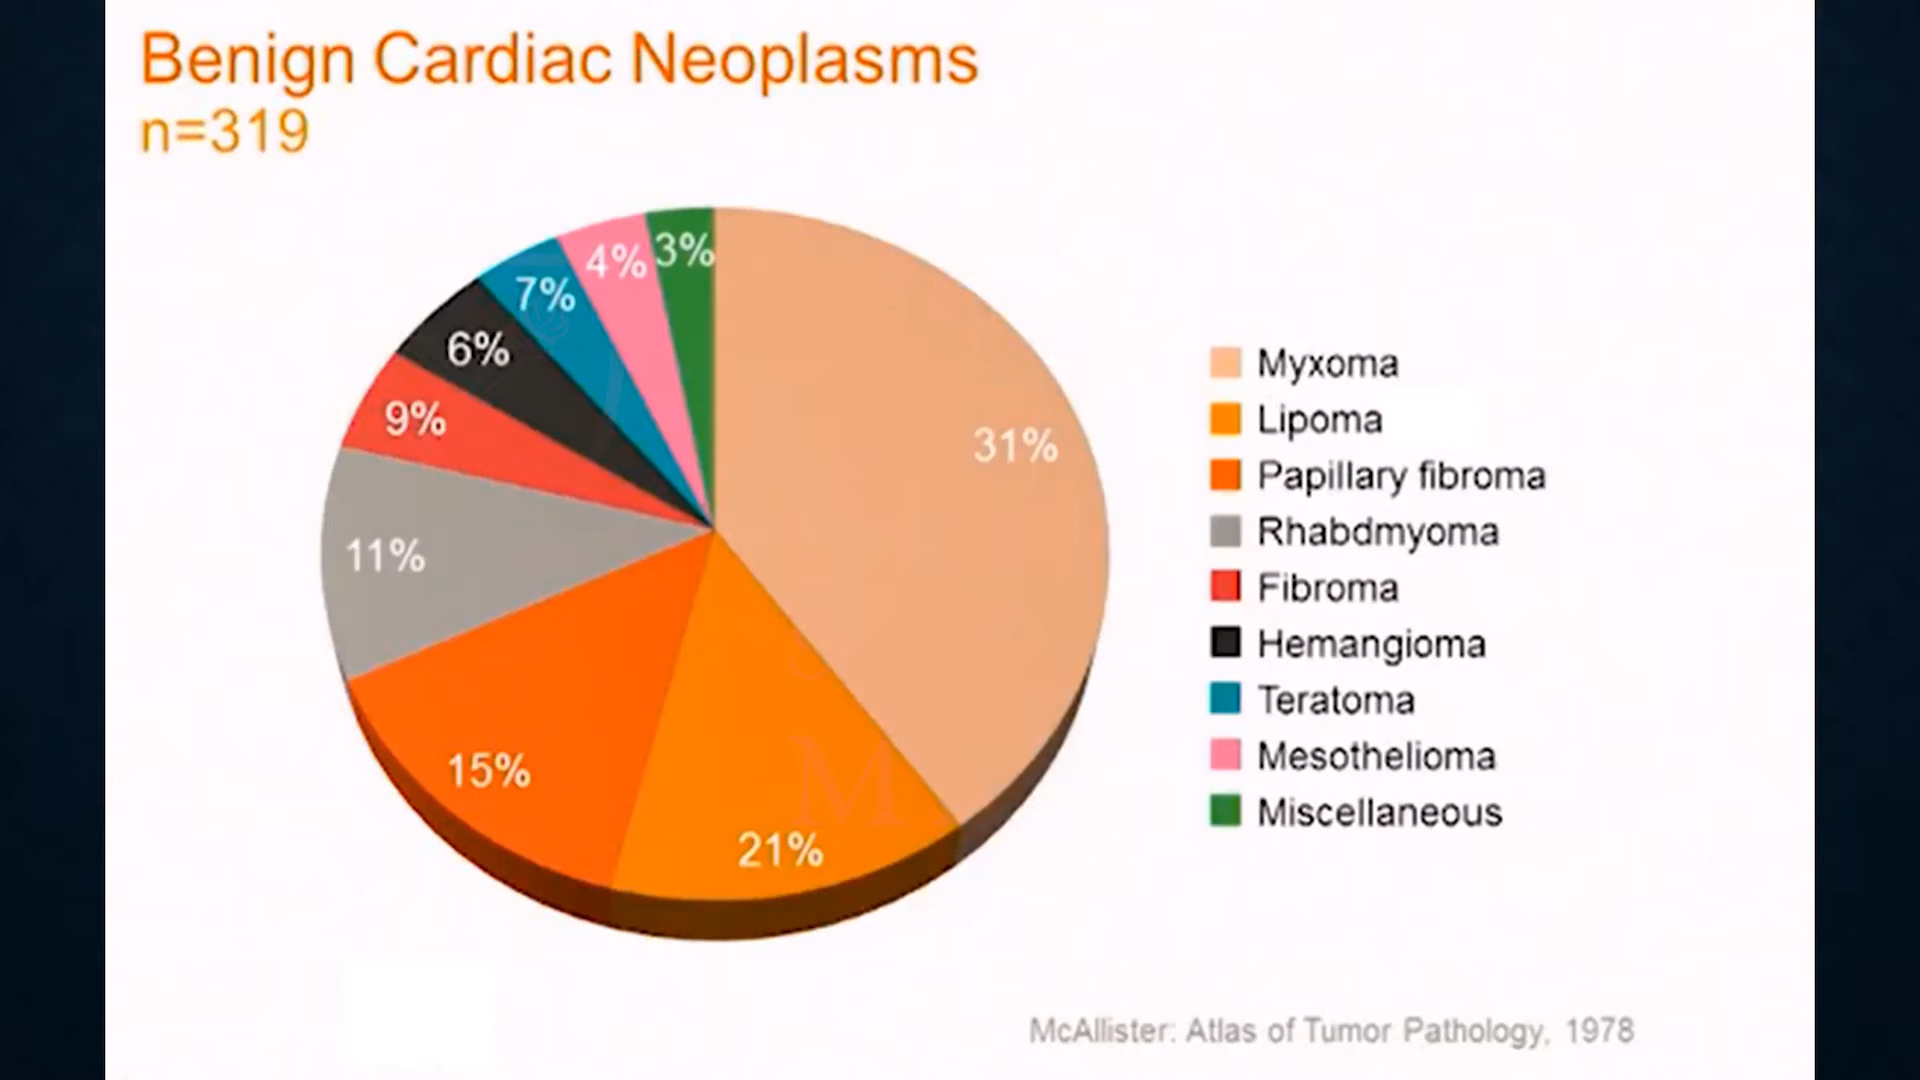 Benign Cardiac Neoplasms
n=319
3%
4%
7%
6%
9%
31%
11%
15%
21%
Myxoma
Lipoma
Papillary fibroma
Rhabdmyoma
Fibroma
Hemangioma
Teratoma
Mesothelioma
Miscellaneous
McAllister: Atlas of Tumor Pathology, 1978